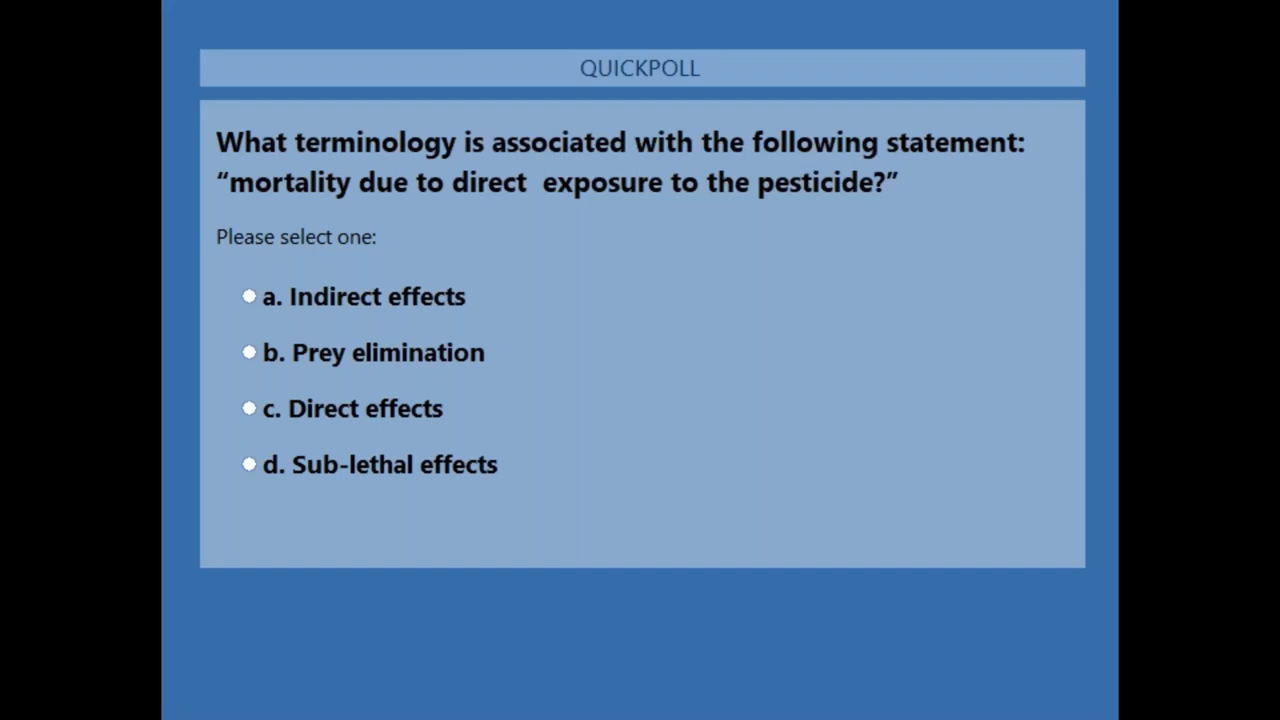 QUICKPOLL
What terminology is associated with the following statement:
“mortality due to direct  exposure to the pesticide?”
Please select one:
a. Indirect effects
b. Prey elimination
c. Direct effects
d. Sub-lethal effects